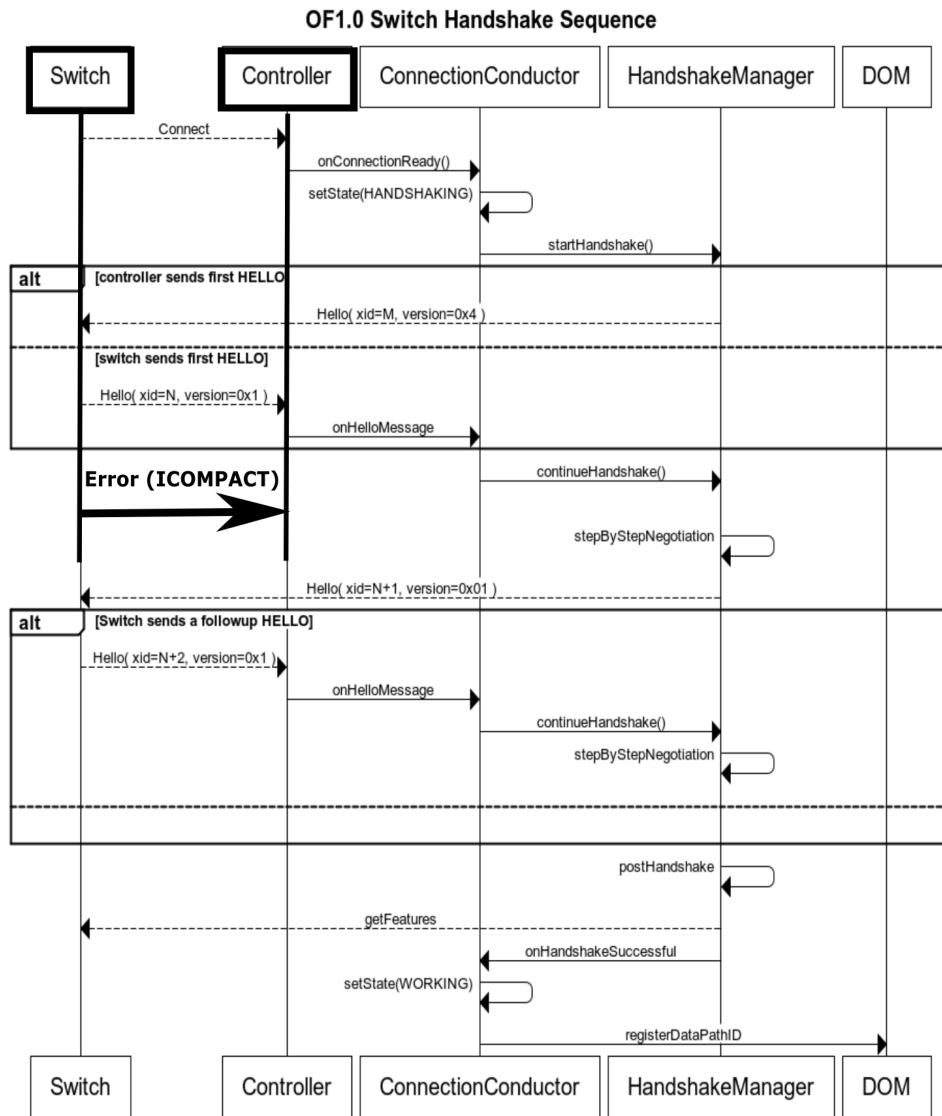 OF1.0 Switch Handshake Sequence
Switch
Controller
ConnectionConductor
HandshakeManager
DOM
Connect
onConnectionReady()
setState(HANDSHAKING)
startHandshake()
alt
[controller sends first HELLO
Hello( xid=M, version=0x4 )
[switch sends first HELLO]
Hello( xid=N, version=0x1 )
onHelloMessage
Error (ICOMPACT)
continueHandshake()
stepByStepNegotiation
Hello( xid=N+1, version=0x01 )
alt
[Switch sends a followup HELLO]
Hello( xid=N+2, version=0x1 )
onHelloMessage
continueHandshake()
stepByStepNegotiation
postHandshake
getFeatures
onHandshakeSuccessful
setState(WORKING)
registerDataPathID
Switch
Controller
ConnectionConductor
HandshakeManager
DOM